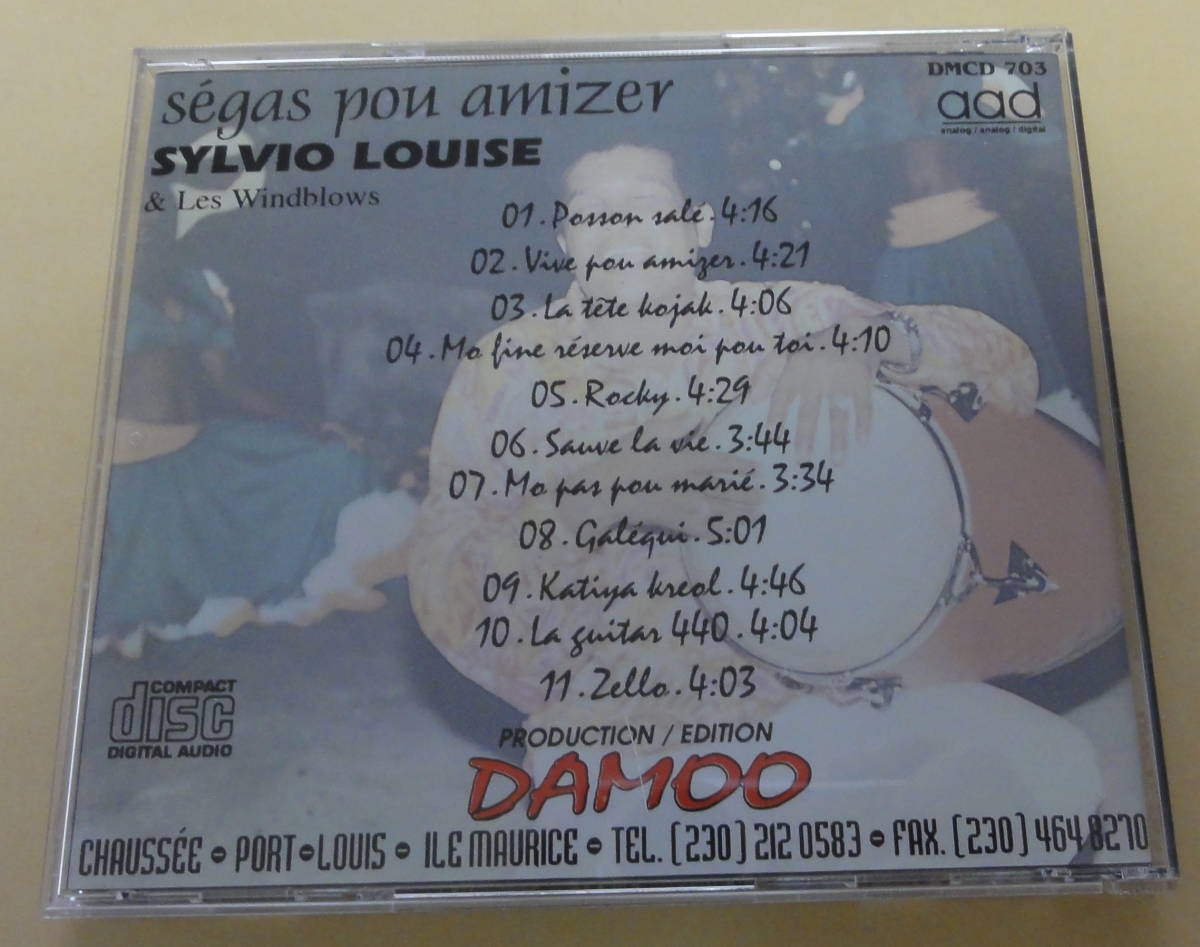 ségas pou amizer
SYLVIO LOUISE
& Les Windblows
DMCD 703
aad
analog / analog / digital
01. Posson salé. 4:16
02. Vive pou amizer. 4:21
03. La tête kojak. 4:06
04. Mo fine réserve moi pou toi. 4:10
05. Rocky. 4:29
06. Sauve la vie. 3:44
07. Mo pas pou marié. 3:34
08. Galéqui. 5:01
09. Katiya kreol. 4:46
10. La guitar 440. 4:04
11. Zello. 4:03
COMPACT
disc
DIGITAL AUDIO
PRODUCTION / EDITION
DAMOO
CHAUSSÉE • PORT•LOUIS • ILE MAURICE • TEL. (230) 212 0583 • FAX. (230) 464 8270